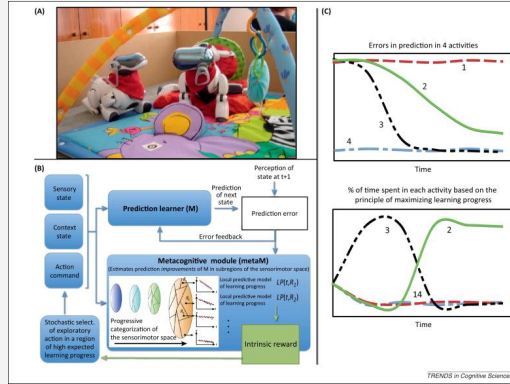 (A)
(B)
Sensory
state
Context
state
Action
command
Stochastic select.
of exploratory
action in a region
of high expected
learning progress
Prediction learner (M)
Prediction
of next
state
Perception of
state at t+1
Prediction error
Error feedback
Metacognitive module (metaM)
(Estimates prediction improvements of M in subregions of the sensorimotor space)
Progressive
categorization of
the sensorimotor space
Local predictive model
of learning progress
LP(t,R₁)
Local predictive model
of learning progress
LP(t,R₂)
Intrinsic reward
(C)
Errors in prediction in 4 activities
1
2
3
4
Time
% of time spent in each activity based on the
principle of maximizing learning progress
3
2
14
Time
TRENDS in Cognitive Sciences